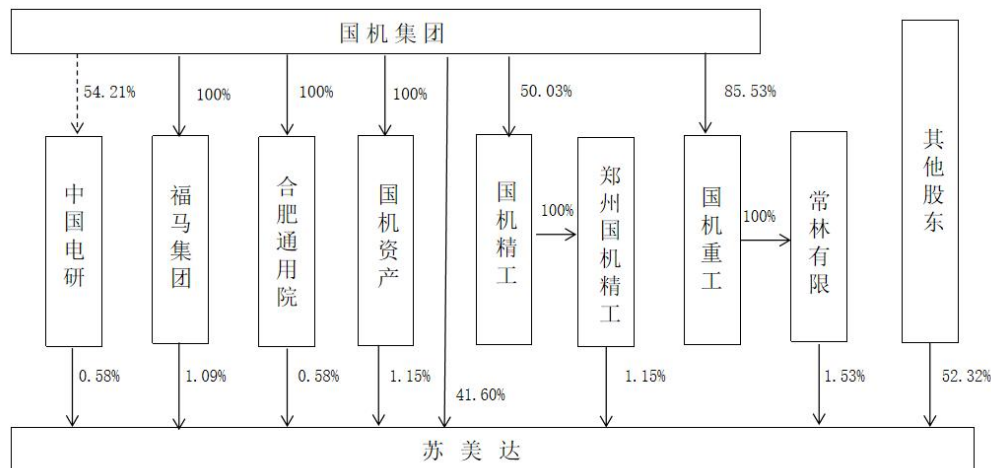 国机集团
54.21%
100%
100%
100%
50.03%
85.53%
中国电研
福马集团
合肥通用院
国机资产
国机精工
100%
郑州国机精工
国机重工
100%
常林有限
其他股东
0.58%
1.09%
0.58%
1.15%
41.60%
1.15%
1.53%
52.32%
苏美达